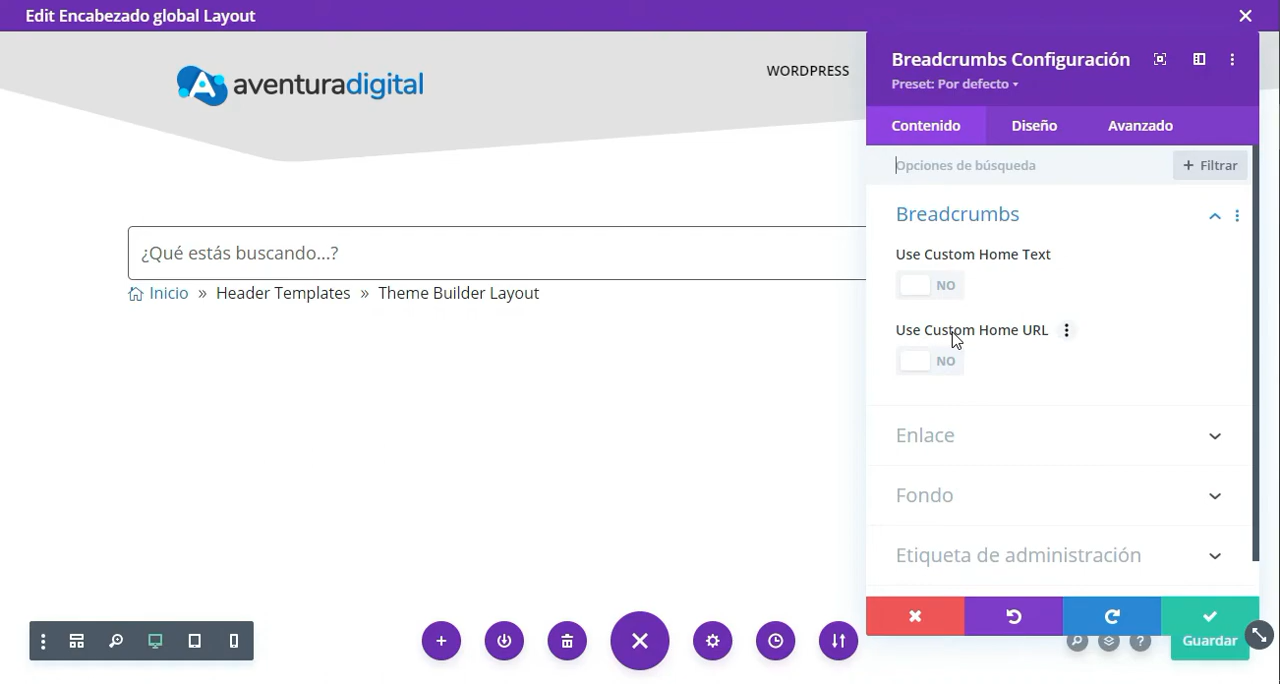 Edit Encabezado global Layout
aventuradigital
WORDPRESS
¿Qué estás buscando...?
Inicio » Header Templates » Theme Builder Layout
Breadcrumbs Configuración
Preset: Por defecto
Contenido Diseño Avanzado
Opciones de búsqueda
+ Filtrar
Breadcrumbs
Use Custom Home Text
NO
Use Custom Home URL
NO
Enlace
Fondo
Etiqueta de administración
Guardar